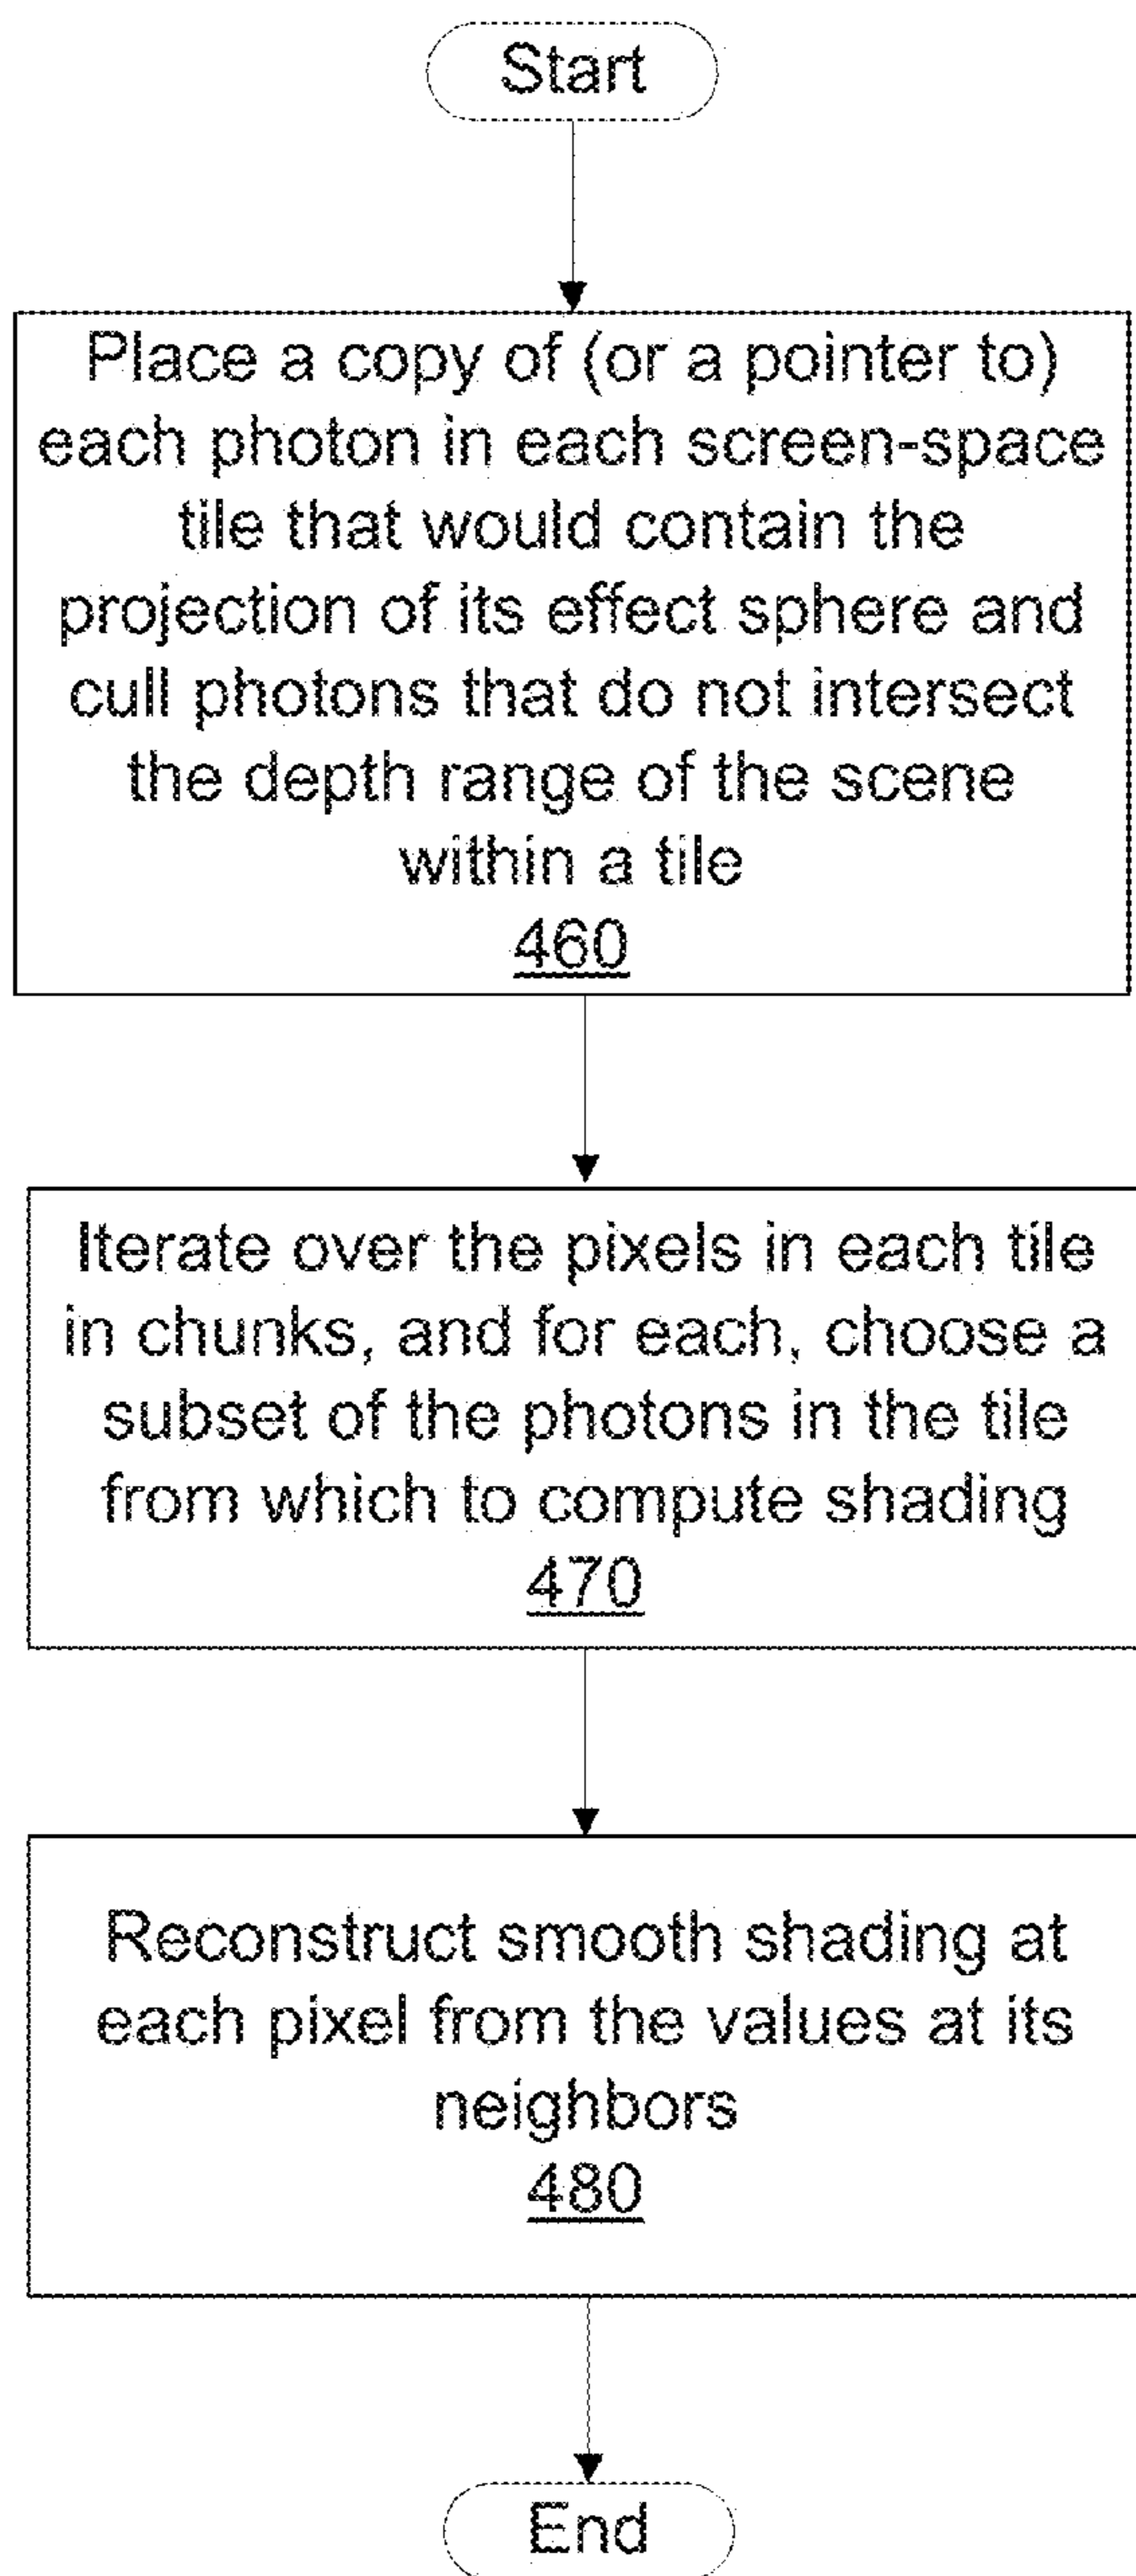 Start
Place a copy of (or a pointer to)
each photon in each screen-space
tile that would contain the
projection of its effect sphere and
cull photons that do not intersect
the depth range of the scene
within a tile
460
Iterate over the pixels in each tile
in chunks, and for each, choose a
subset of the photons in the tile
from which to compute shading
470
Reconstruct smooth shading at
each pixel from the values at its
neighbors
480
End